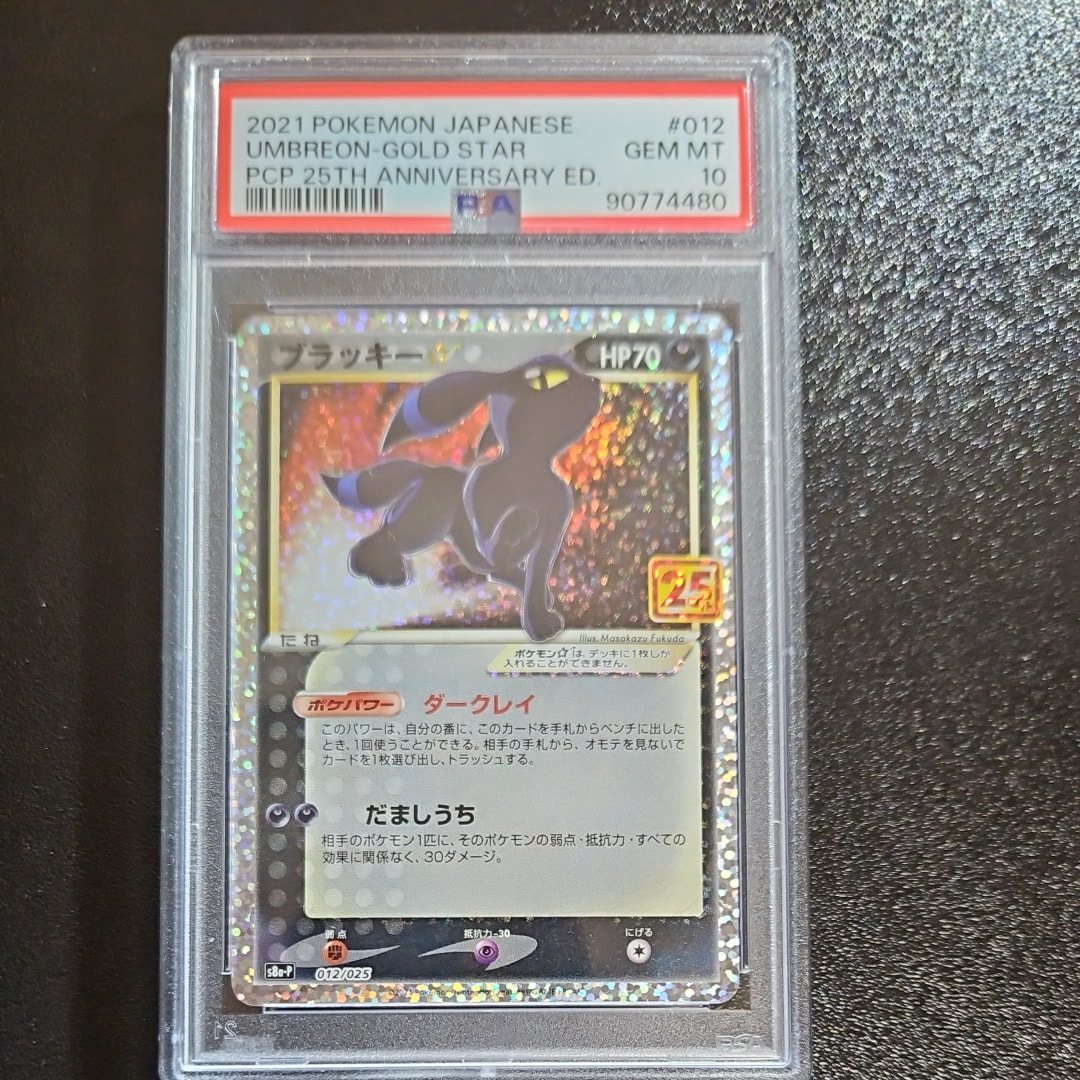 2021 POKEMON JAPANESE #012
UMBREON-GOLD STAR GEM MT
PCP 25TH ANNIVERSARY ED. 10
PSA 90774480
ブラッキー HP70
25th
たね Illus. Masakazu Fukuda
ポケモン☆は、デッキに1枚しか
入れることができません。
ポケパワー ダークレイ
このパワーは、自分の番に、このカードを手札からベンチに出した
とき、1回使うことができる。相手の手札から、オモテを見ないで
カードを1枚選び出し、トラッシュする。
だましうち
相手のポケモン1匹に、そのポケモンの弱点・抵抗力・すべての
効果に関係なく、30ダメージ。
弱点 抵抗力-30 にげる
s8a-P 012/025